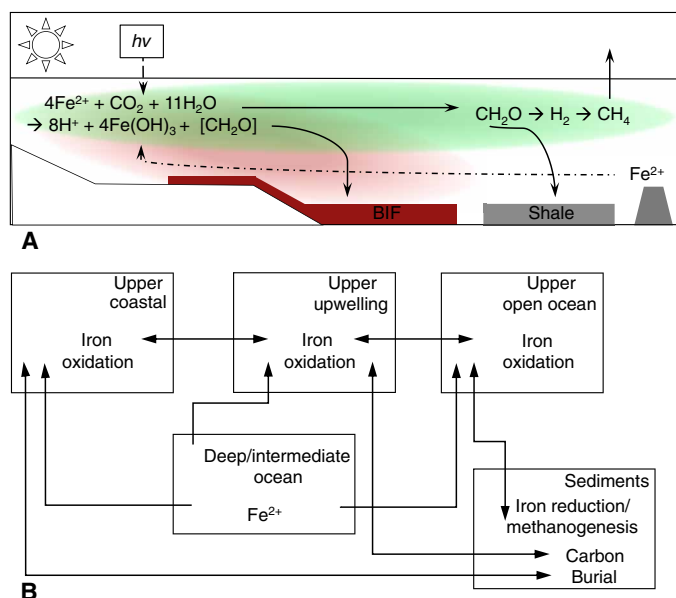 hv
4Fe²⁺ + CO₂ + 11H₂O
→ 8H⁺ + 4Fe(OH)₃ + [CH₂O]
CH₂O → H₂ → CH₄
Fe²⁺
BIF
Shale
A
Upper
coastal
Iron
oxidation
Upper
upwelling
Iron
oxidation
Upper
open ocean
Iron
oxidation
Deep/intermediate
ocean
Fe²⁺
Sediments
Iron reduction/
methanogenesis
Carbon
Burial
B